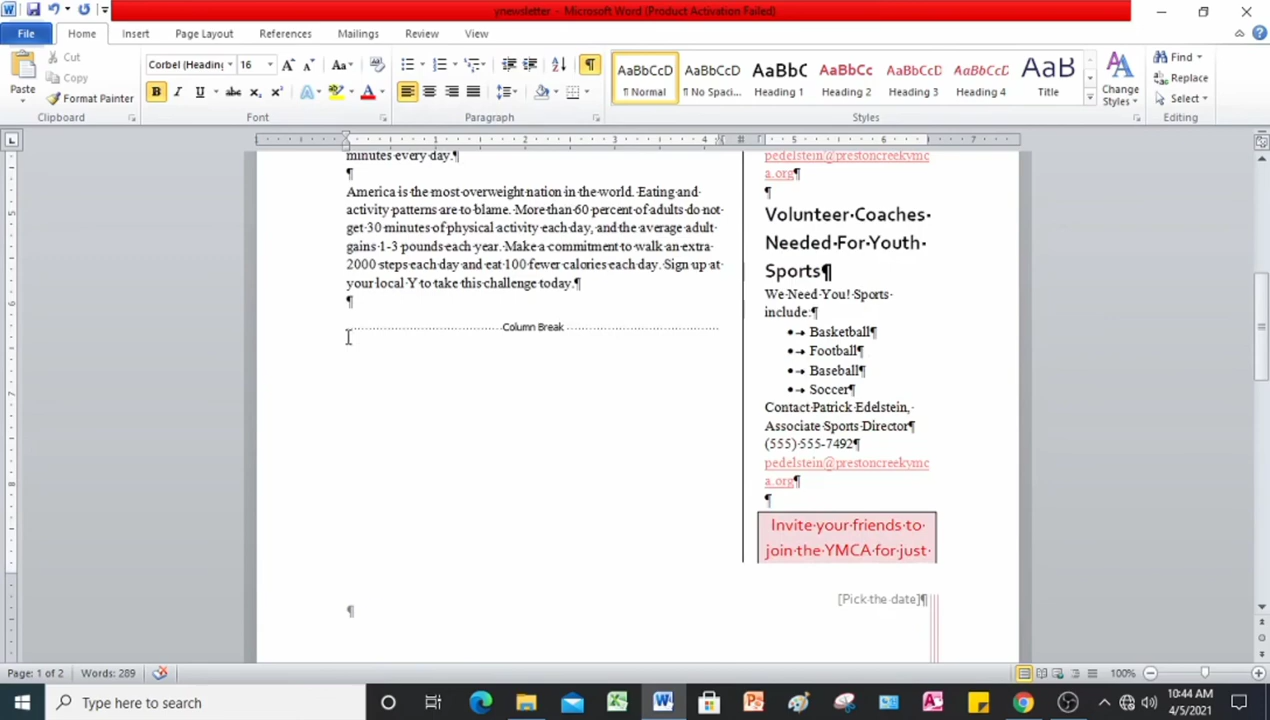 ynewsletter - Microsoft Word (Product Activation Failed)
File Home Insert Page Layout References Mailings Review View
Paste
Cut
Copy
Format Painter
Clipboard
Corbel (Heading 16
Font
Paragraph
AaBbCcD AaBbCcD AaBbC AaBbCc AaBbCcD AaBbCcD AaB
¶ Normal ¶ No Spaci... Heading 1 Heading 2 Heading 3 Heading 4 Title
Change Styles
Styles
Find
Replace
Select
Editing
minutes every day.¶
¶
America is the most overweight nation in the world. Eating and
activity patterns are to blame. More than 60 percent of adults do not
get 30 minutes of physical activity each day, and the average adult
gains 1-3 pounds each year. Make a commitment to walk an extra
2000 steps each day and eat 100 fewer calories each day. Sign up at
your local Y to take this challenge today.¶
¶
Column Break
pedelstein@prestoncreekymc
a.org¶
¶
Volunteer Coaches
Needed For Youth
Sports¶
We Need You! Sports
include:¶
Basketball¶
Football¶
Baseball¶
Soccer¶
Contact Patrick Edelstein,
Associate Sports Director¶
(555) 555-7492¶
pedelstein@prestoncreekymc
a.org¶
¶
Invite your friends to
join the YMCA for just
[Pick the date]¶
¶
Page: 1 of 2 Words: 289 100%
Type here to search
10:44 AM
4/5/2021